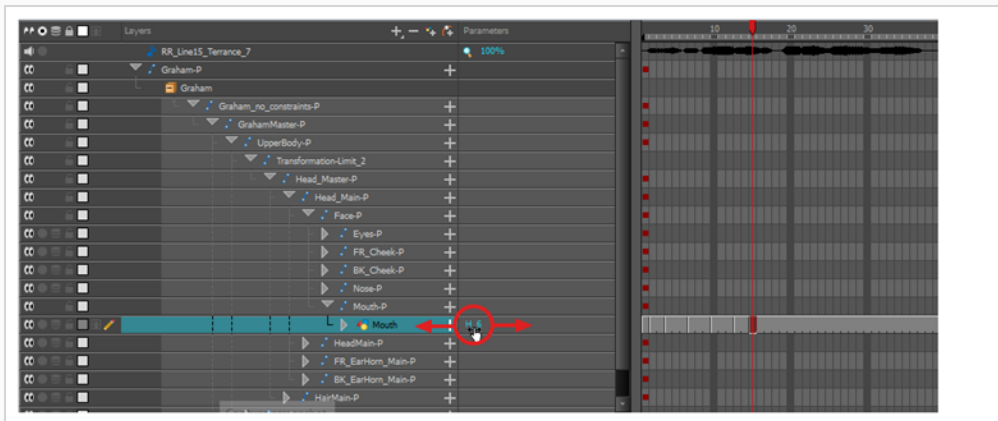 Layers
Parameters
10
20
30
RR_Line15_Terrance_7
100%
Graham-P
Graham
Graham_no_constraints-P
GrahamMaster-P
UpperBody-P
Transformation-Limit_2
Head_Master-P
Head_Main-P
Face-P
Eyes-P
FR_Cheek-P
BK_Cheek-P
Nose-P
Mouth-P
Mouth
HeadMain-P
FR_EarHorn_Main-P
BK_EarHorn_Main-P
HairMain-P